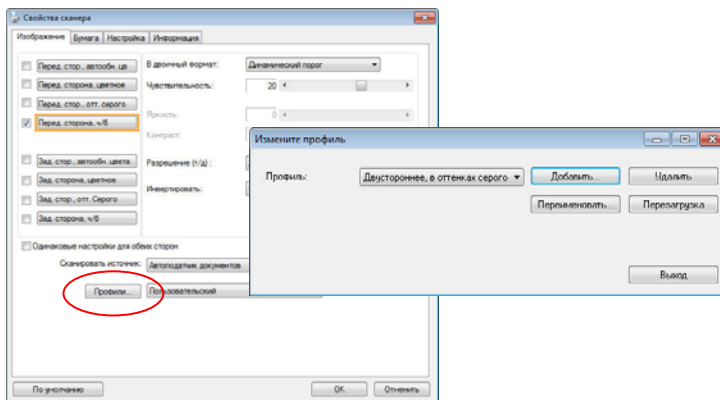 Свойства сканера
Изображение Бумага Настройка Информация
Перед. стор., автообн. цв
В двоичный формат: Динамический порог
Перед. сторона, цветное
Чувствительность: 20
Перед. стор., отт. серого
Яркость: 0
Перед. сторона, ч/б
Контраст:
Зад. стор., автообн. цвета
Разрешение (т/д) :
Зад. сторона, цветное
Инвертировать:
Зад. стор., отт. Серого
Зад. сторона, ч/б
Одинаковые настройки для обеих сторон
Сканировать источник: Автоподатчик документов
Профили... Пользовательский
По умолчанию OK Отменить
Измените профиль
Профиль: Двустороннее, в оттенках серого Добавить... Удалить
Переименовать... Перезагрузка
Выход